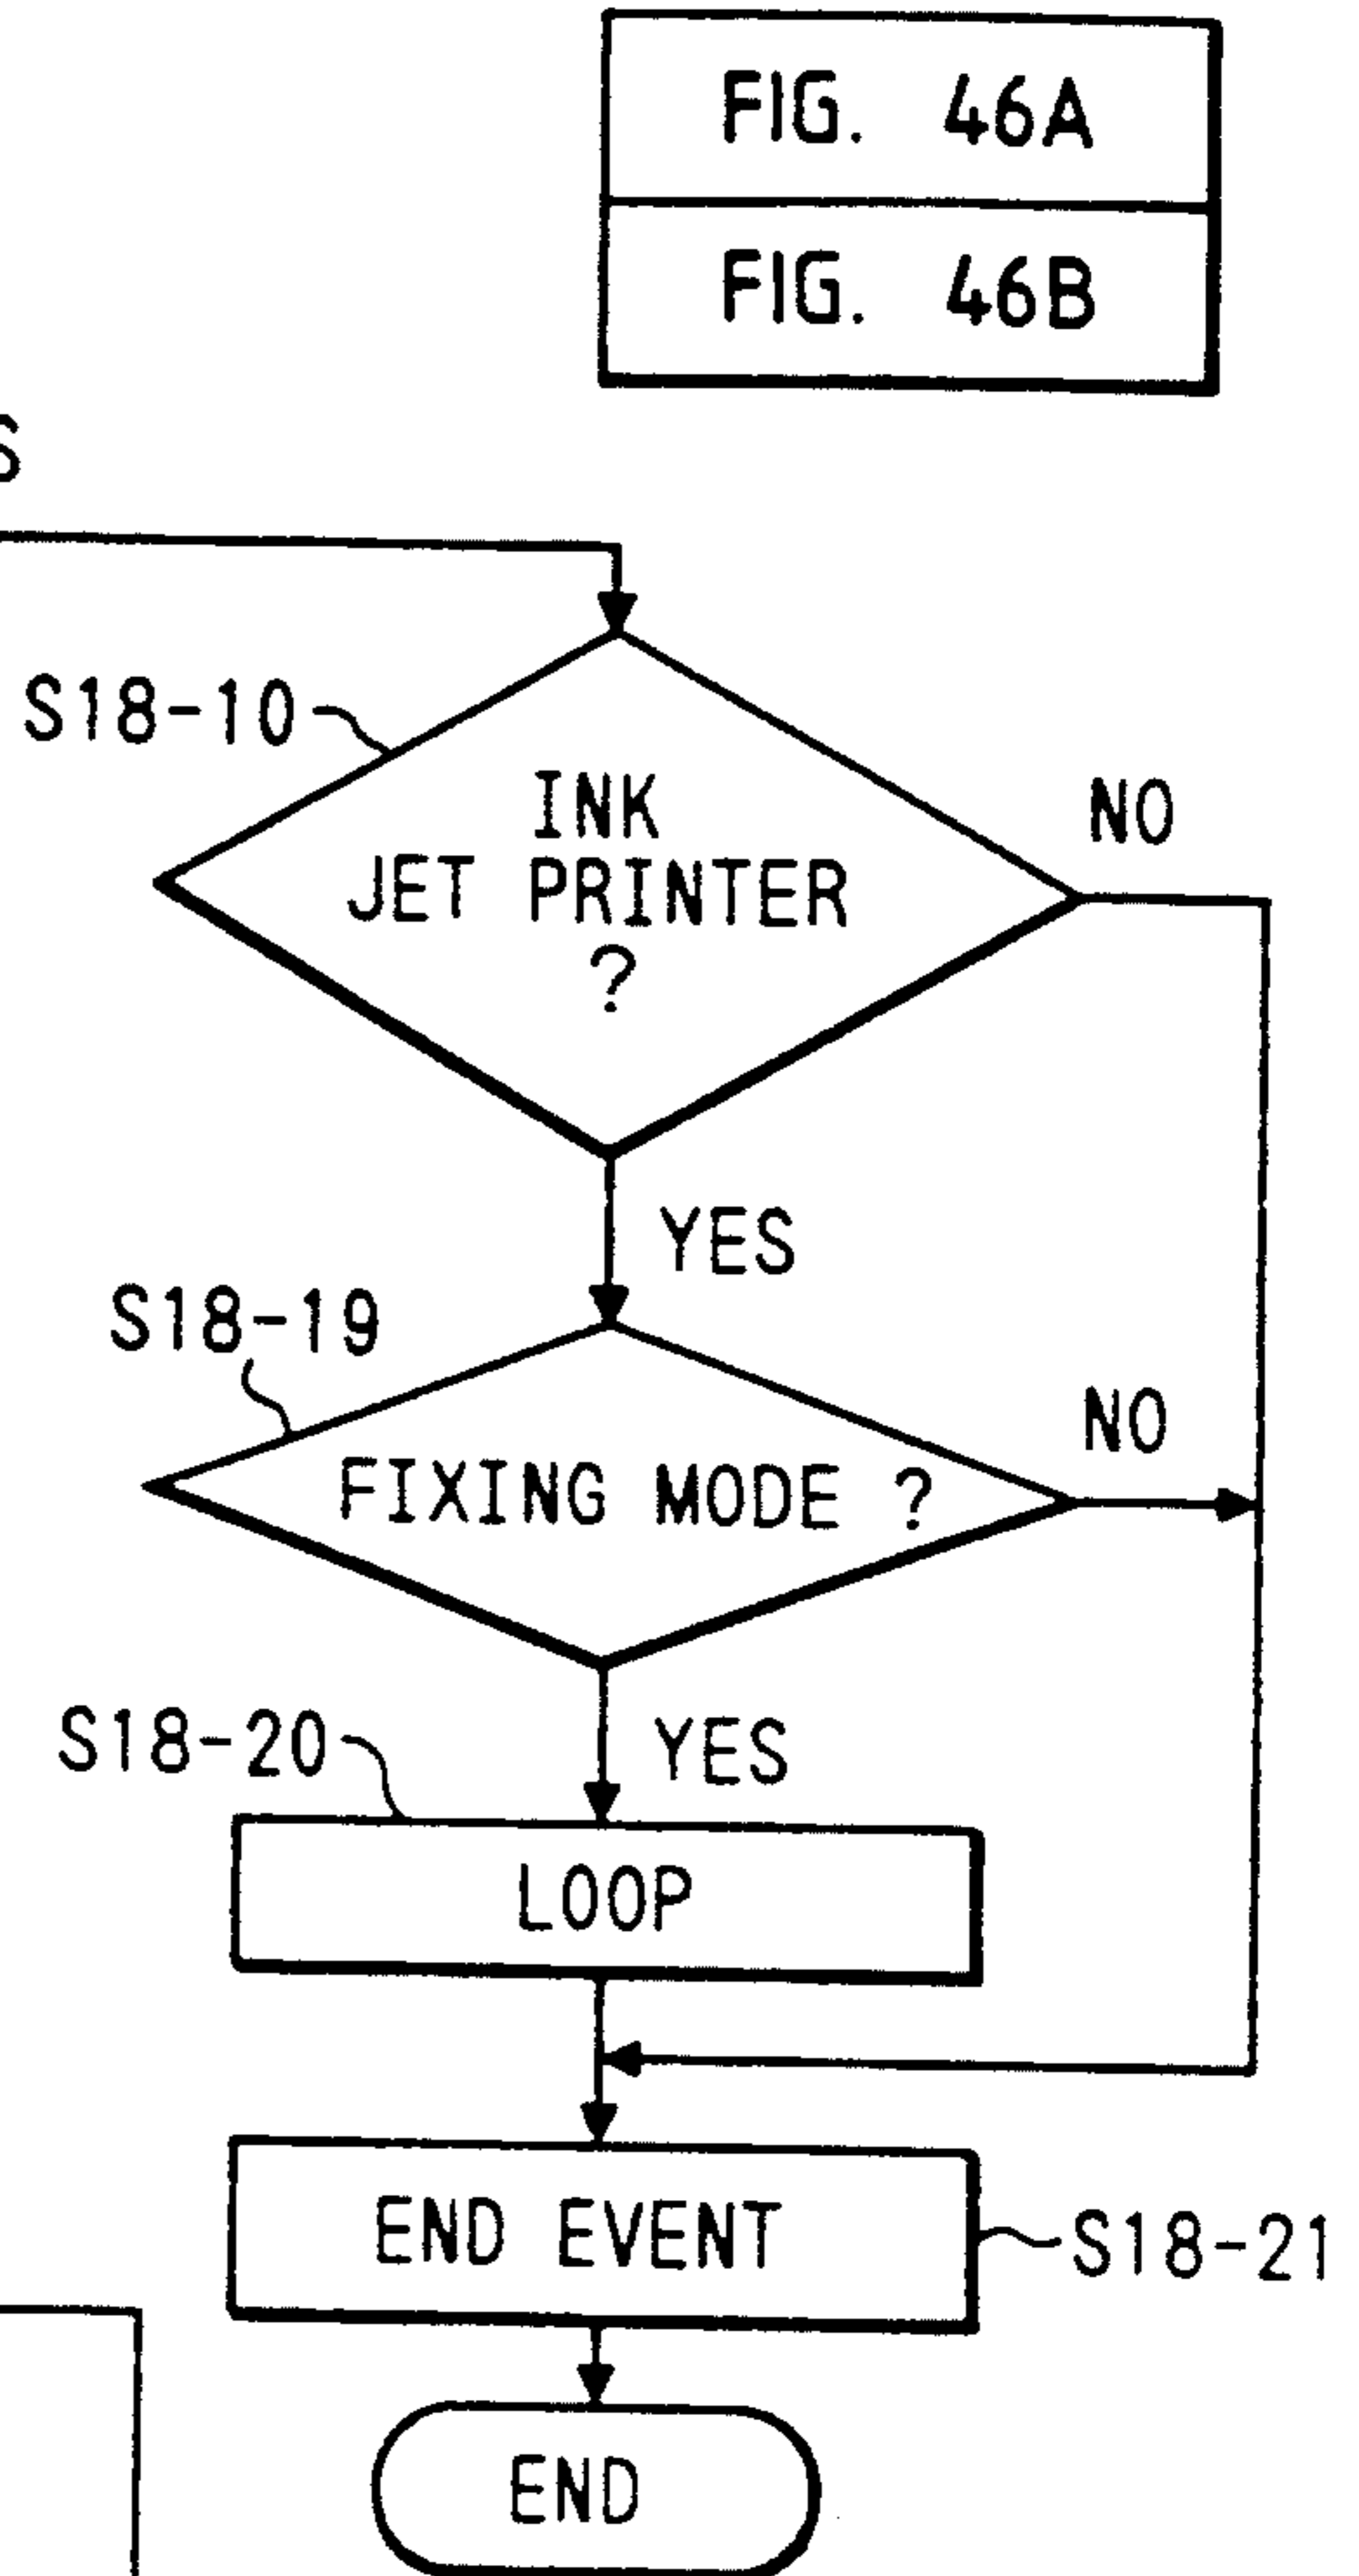 FIG. 46A
FIG. 46B
S
S18-10
INK
JET PRINTER
?
NO
YES
S18-19
FIXING MODE ?
NO
YES
S18-20
LOOP
END EVENT
S18-21
END